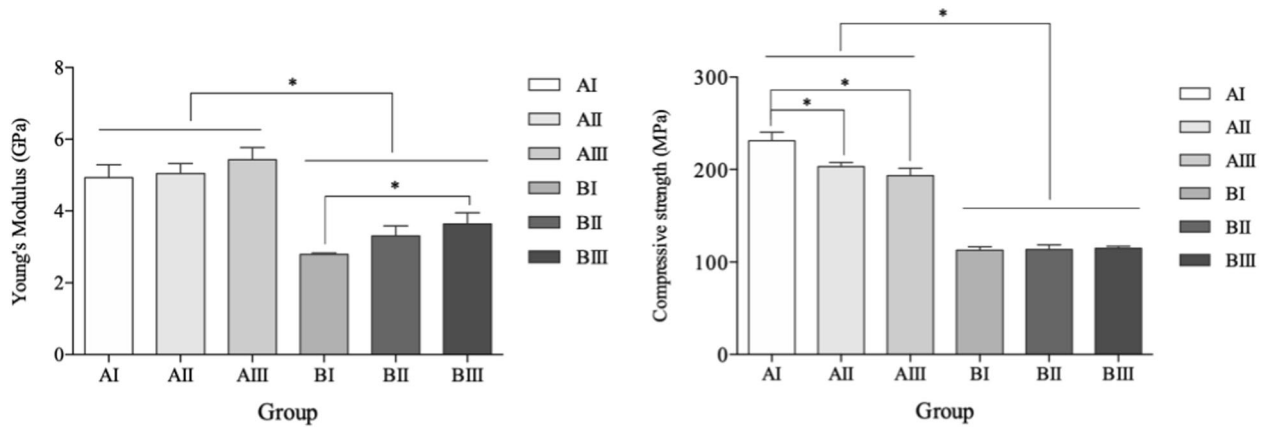 Young's Modulus (GPa)
8
6
4
2
0
*
*
AI
AII
AIII
BI
BII
BIII
Group
AI
AII
AIII
BI
BII
BIII
Compressive strength (MPa)
300
200
100
0
*
*
*
AI
AII
AIII
BI
BII
BIII
Group
AI
AII
AIII
BI
BII
BIII